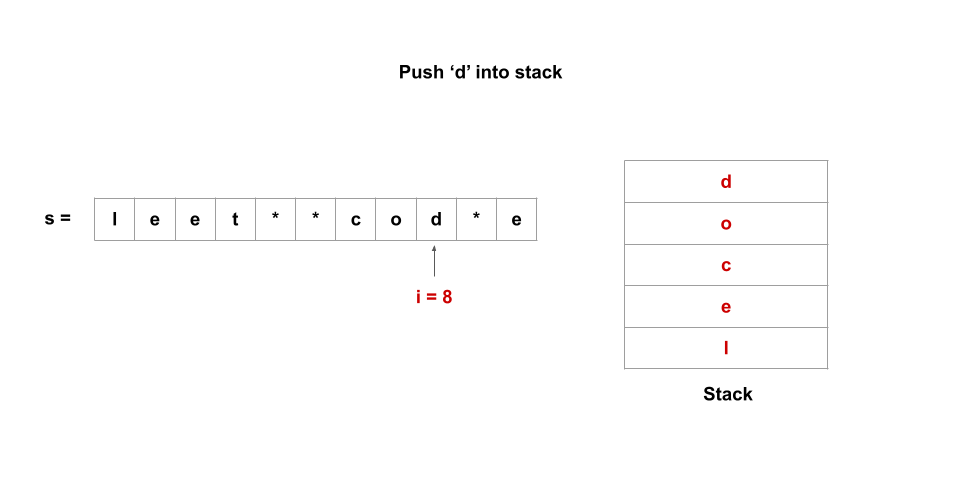 Push ‘d’ into stack
s = l e e t * * c o d * e
i = 8
d
o
c
e
l
Stack